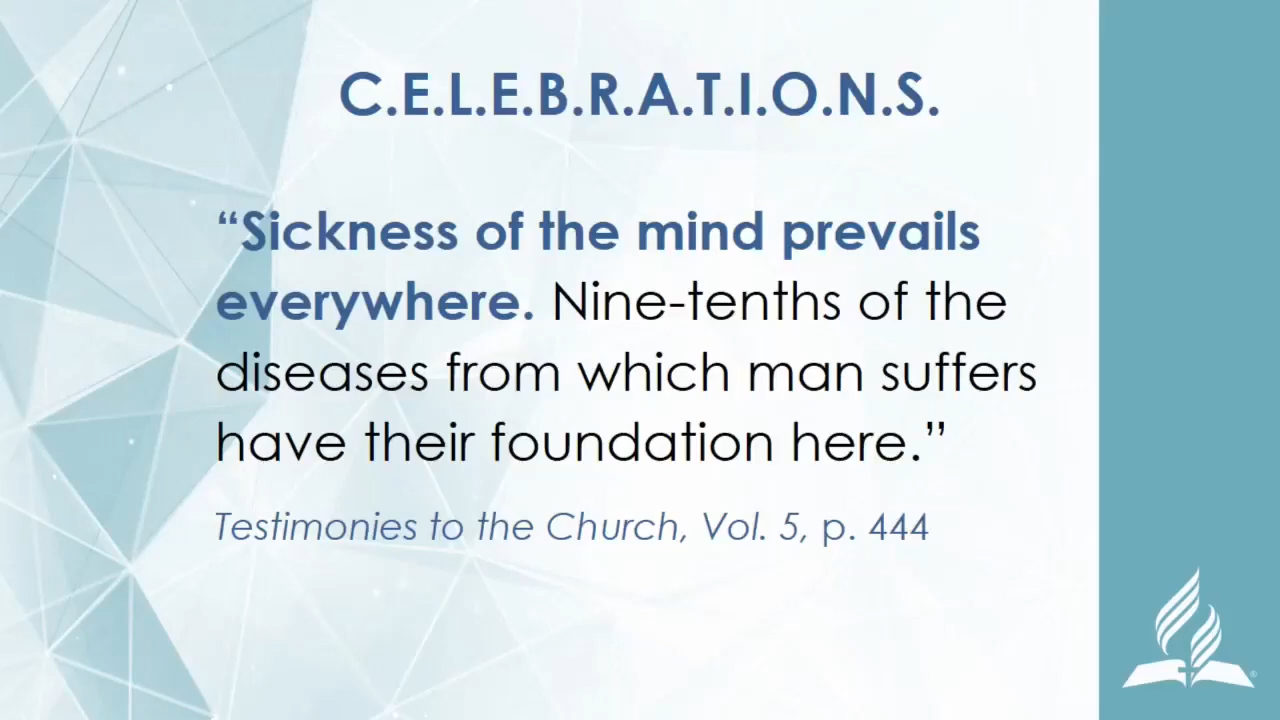 C.E.L.E.B.R.A.T.I.O.N.S.
“Sickness of the mind prevails
everywhere. Nine-tenths of the
diseases from which man suffers
have their foundation here.”
Testimonies to the Church, Vol. 5, p. 444
®